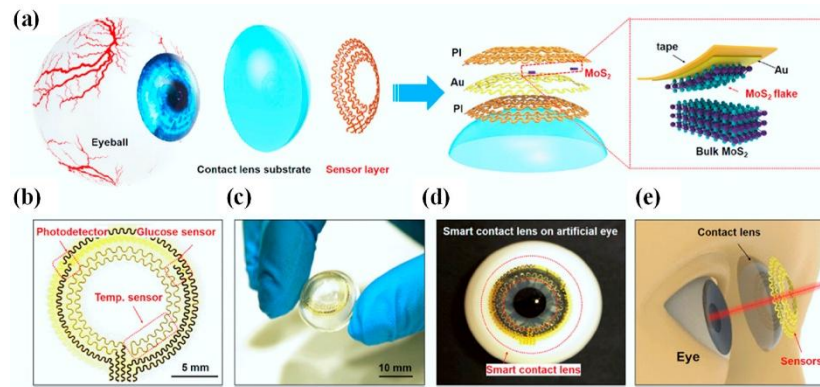 (a)
Eyeball
Contact lens substrate
Sensor layer
PI
Au
PI
MoS2
tape
Au
MoS2 flake
Bulk MoS2
(b)
Photodetector
Glucose sensor
Temp. sensor
5 mm
(c)
10 mm
(d)
Smart contact lens on artificial eye
Smart contact lens
(e)
Contact lens
Eye
Sensors